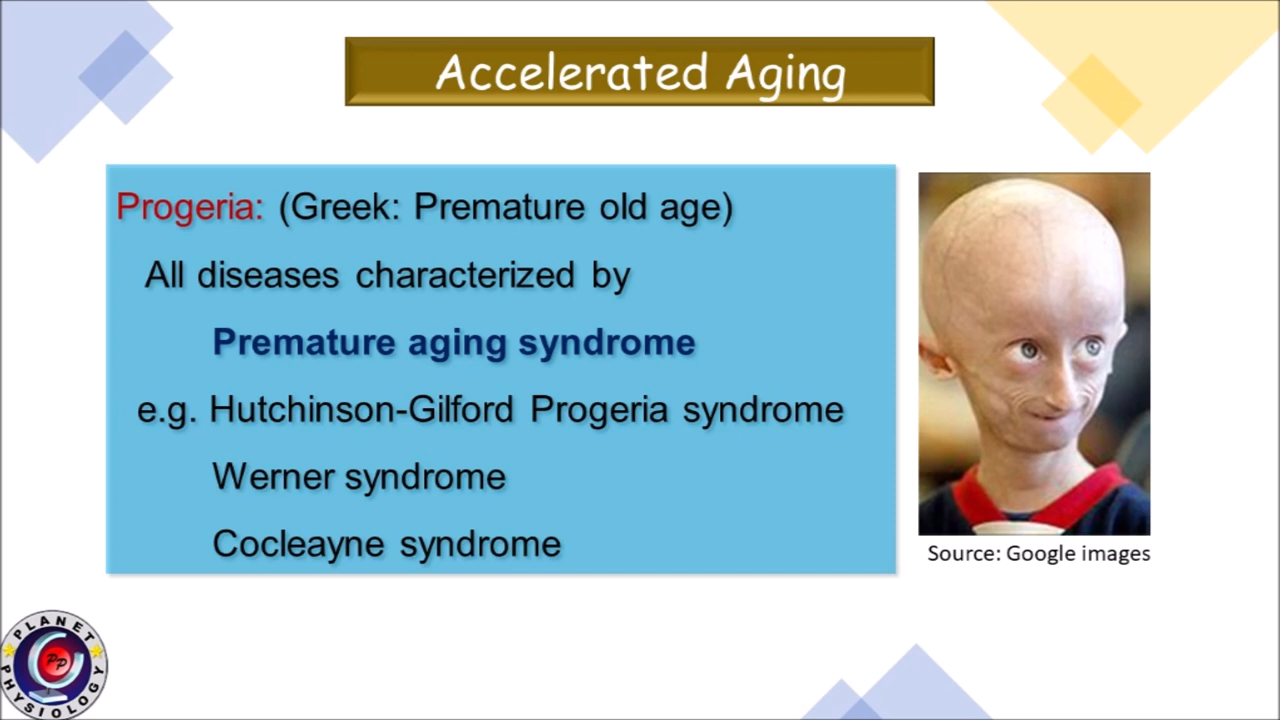 Accelerated Aging
Progeria: (Greek: Premature old age)
All diseases characterized by
Premature aging syndrome
e.g. Hutchinson-Gilford Progeria syndrome
Werner syndrome
Cocleayne syndrome
Source: Google images
PLANET
PP
PHYSIOLOGY